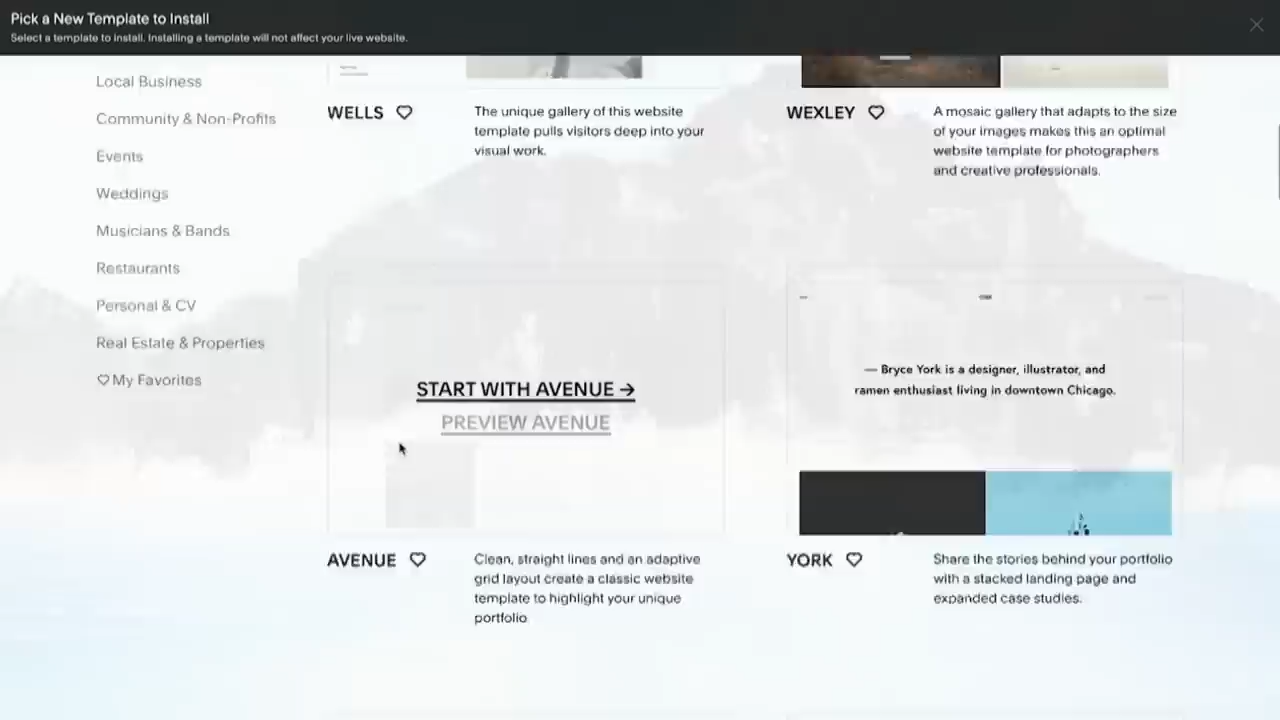 Pick a New Template to Install
Select a template to install. Installing a template will not affect your live website.
Local Business
Community & Non-Profits
Events
Weddings
Musicians & Bands
Restaurants
Personal & CV
Real Estate & Properties
My Favorites
WELLS
The unique gallery of this website
template pulls visitors deep into your
visual work.
WEXLEY
A mosaic gallery that adapts to the size
of your images makes this an optimal
website template for photographers
and creative professionals.
START WITH AVENUE →
PREVIEW AVENUE
AVENUE
Clean, straight lines and an adaptive
grid layout create a classic website
template to highlight your unique
portfolio
— Bryce York is a designer, illustrator, and
ramen enthusiast living in downtown Chicago.
YORK
Share the stories behind your portfolio
with a stacked landing page and
expanded case studies.